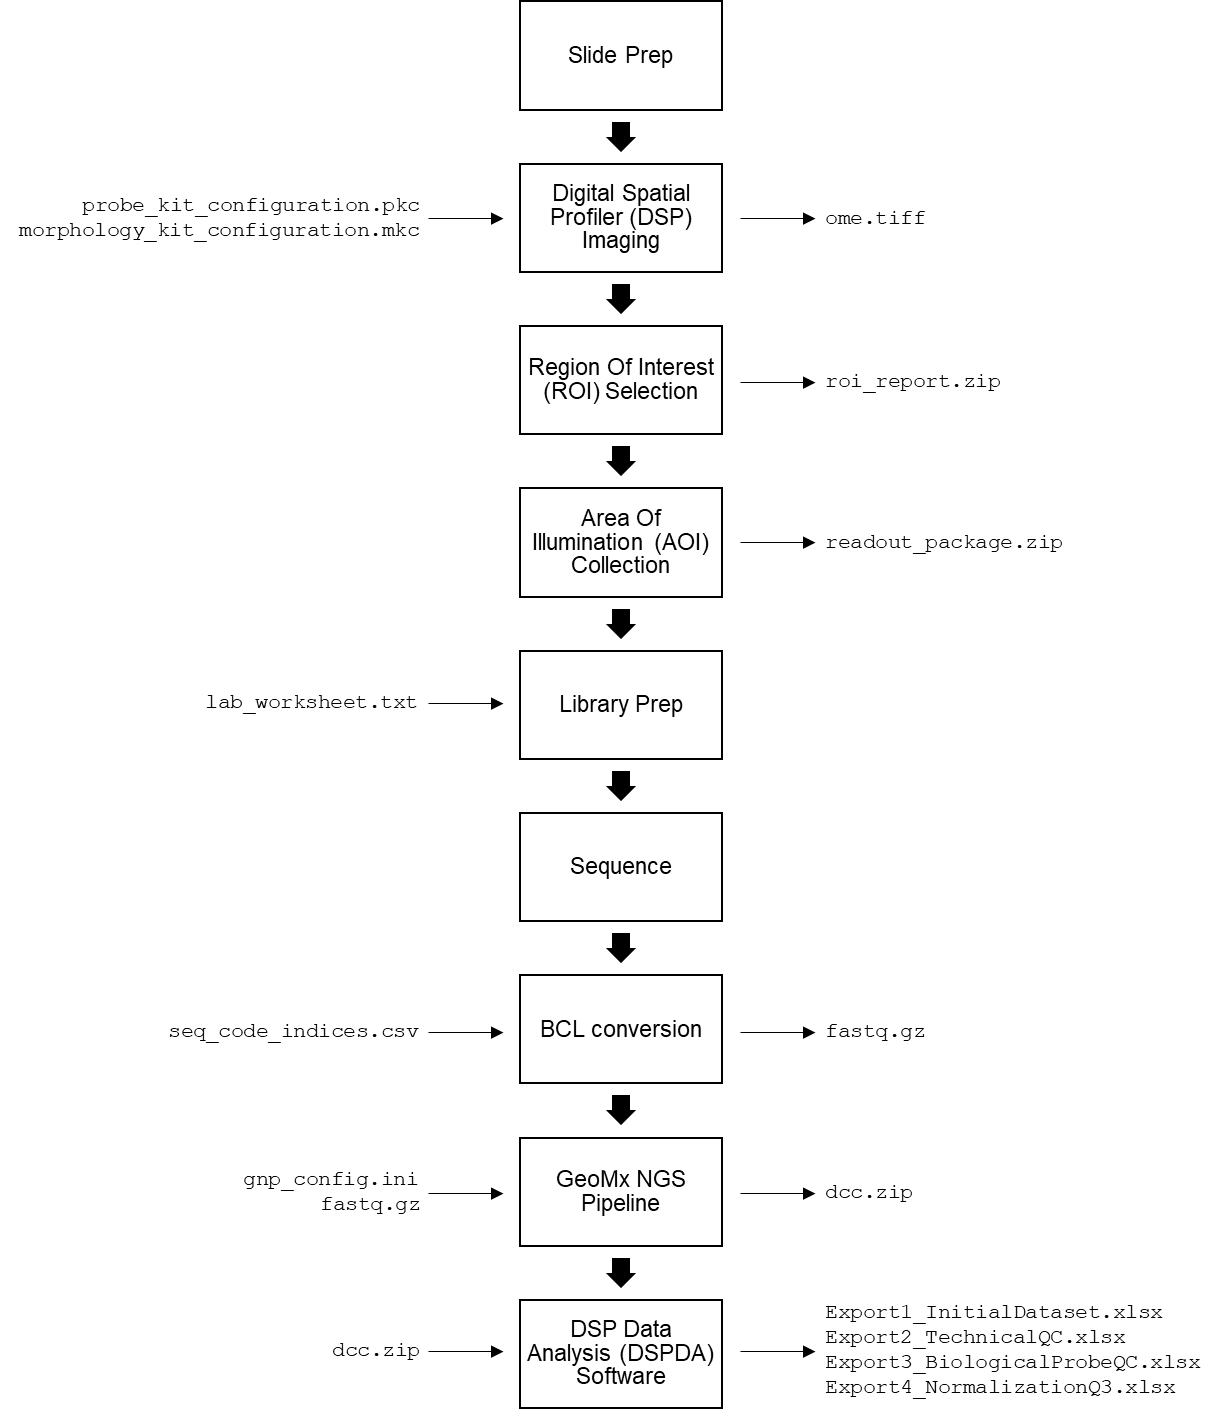 Slide Prep
probe_kit_configuration.pkc
morphology_kit_configuration.mkc
Digital Spatial
Profiler (DSP)
Imaging
ome.tiff
Region Of Interest
(ROI) Selection
roi_report.zip
Area Of
Illumination (AOI)
Collection
readout_package.zip
lab_worksheet.txt
Library Prep
Sequence
seq_code_indices.csv
BCL conversion
fastq.gz
gnp_config.ini
fastq.gz
GeoMx NGS
Pipeline
dcc.zip
dcc.zip
DSP Data
Analysis (DSPDA)
Software
Export1_InitialDataset.xlsx
Export2_TechnicalQC.xlsx
Export3_BiologicalProbeQC.xlsx
Export4_NormalizationQ3.xlsx